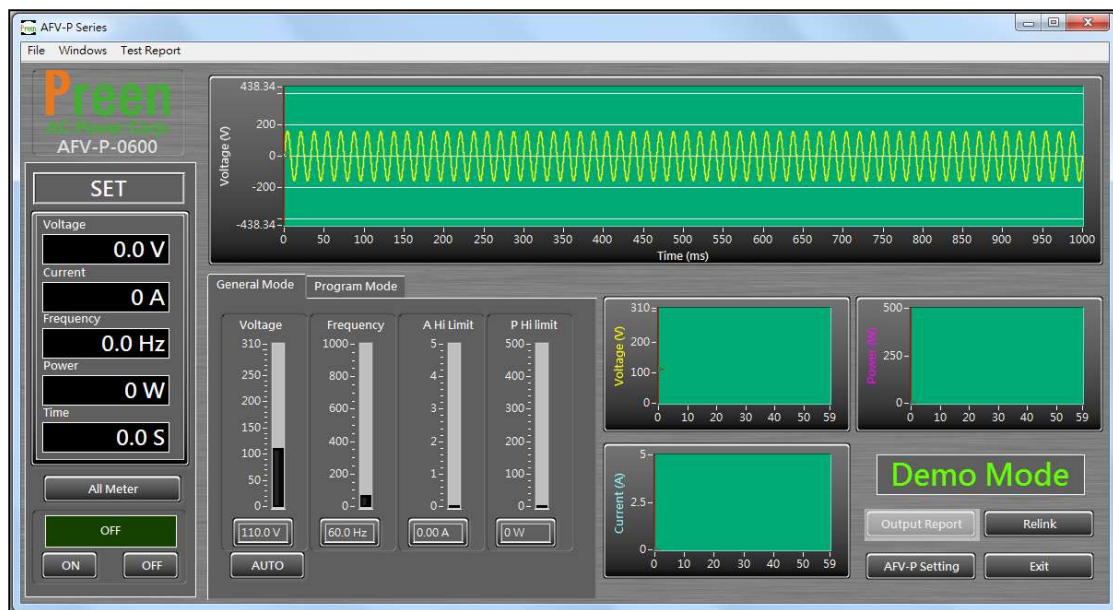 AFV-P Series
File Windows Test Report
Preen
AC Power Corp.
AFV-P-0600
SET
Voltage
0.0 V
Current
0 A
Frequency
0.0 Hz
Power
0 W
Time
0.0 S
All Meter
OFF
ON OFF
Voltage (V)
438.34
200
0
-200
-438.34
0 50 100 150 200 250 300 350 400 450 500 550 600 650 700 750 800 850 900 950 1000
Time (ms)
General Mode Program Mode
Voltage Frequency A Hi Limit P Hi limit
310 1000 5 500
250 800 4 400
200 600 3 300
150 400 2 200
100 200 1 100
50
0 0 0 0
110.0 V 60.0 Hz 0.00 A 0 W
AUTO
Voltage (V)
310
200
100
0
0 10 20 30 40 50 59
Power (W)
500
250
0
0 10 20 30 40 50 59
Current (A)
5
2.5
0
0 10 20 30 40 50 59
Demo Mode
Output Report Relink
AFV-P Setting Exit